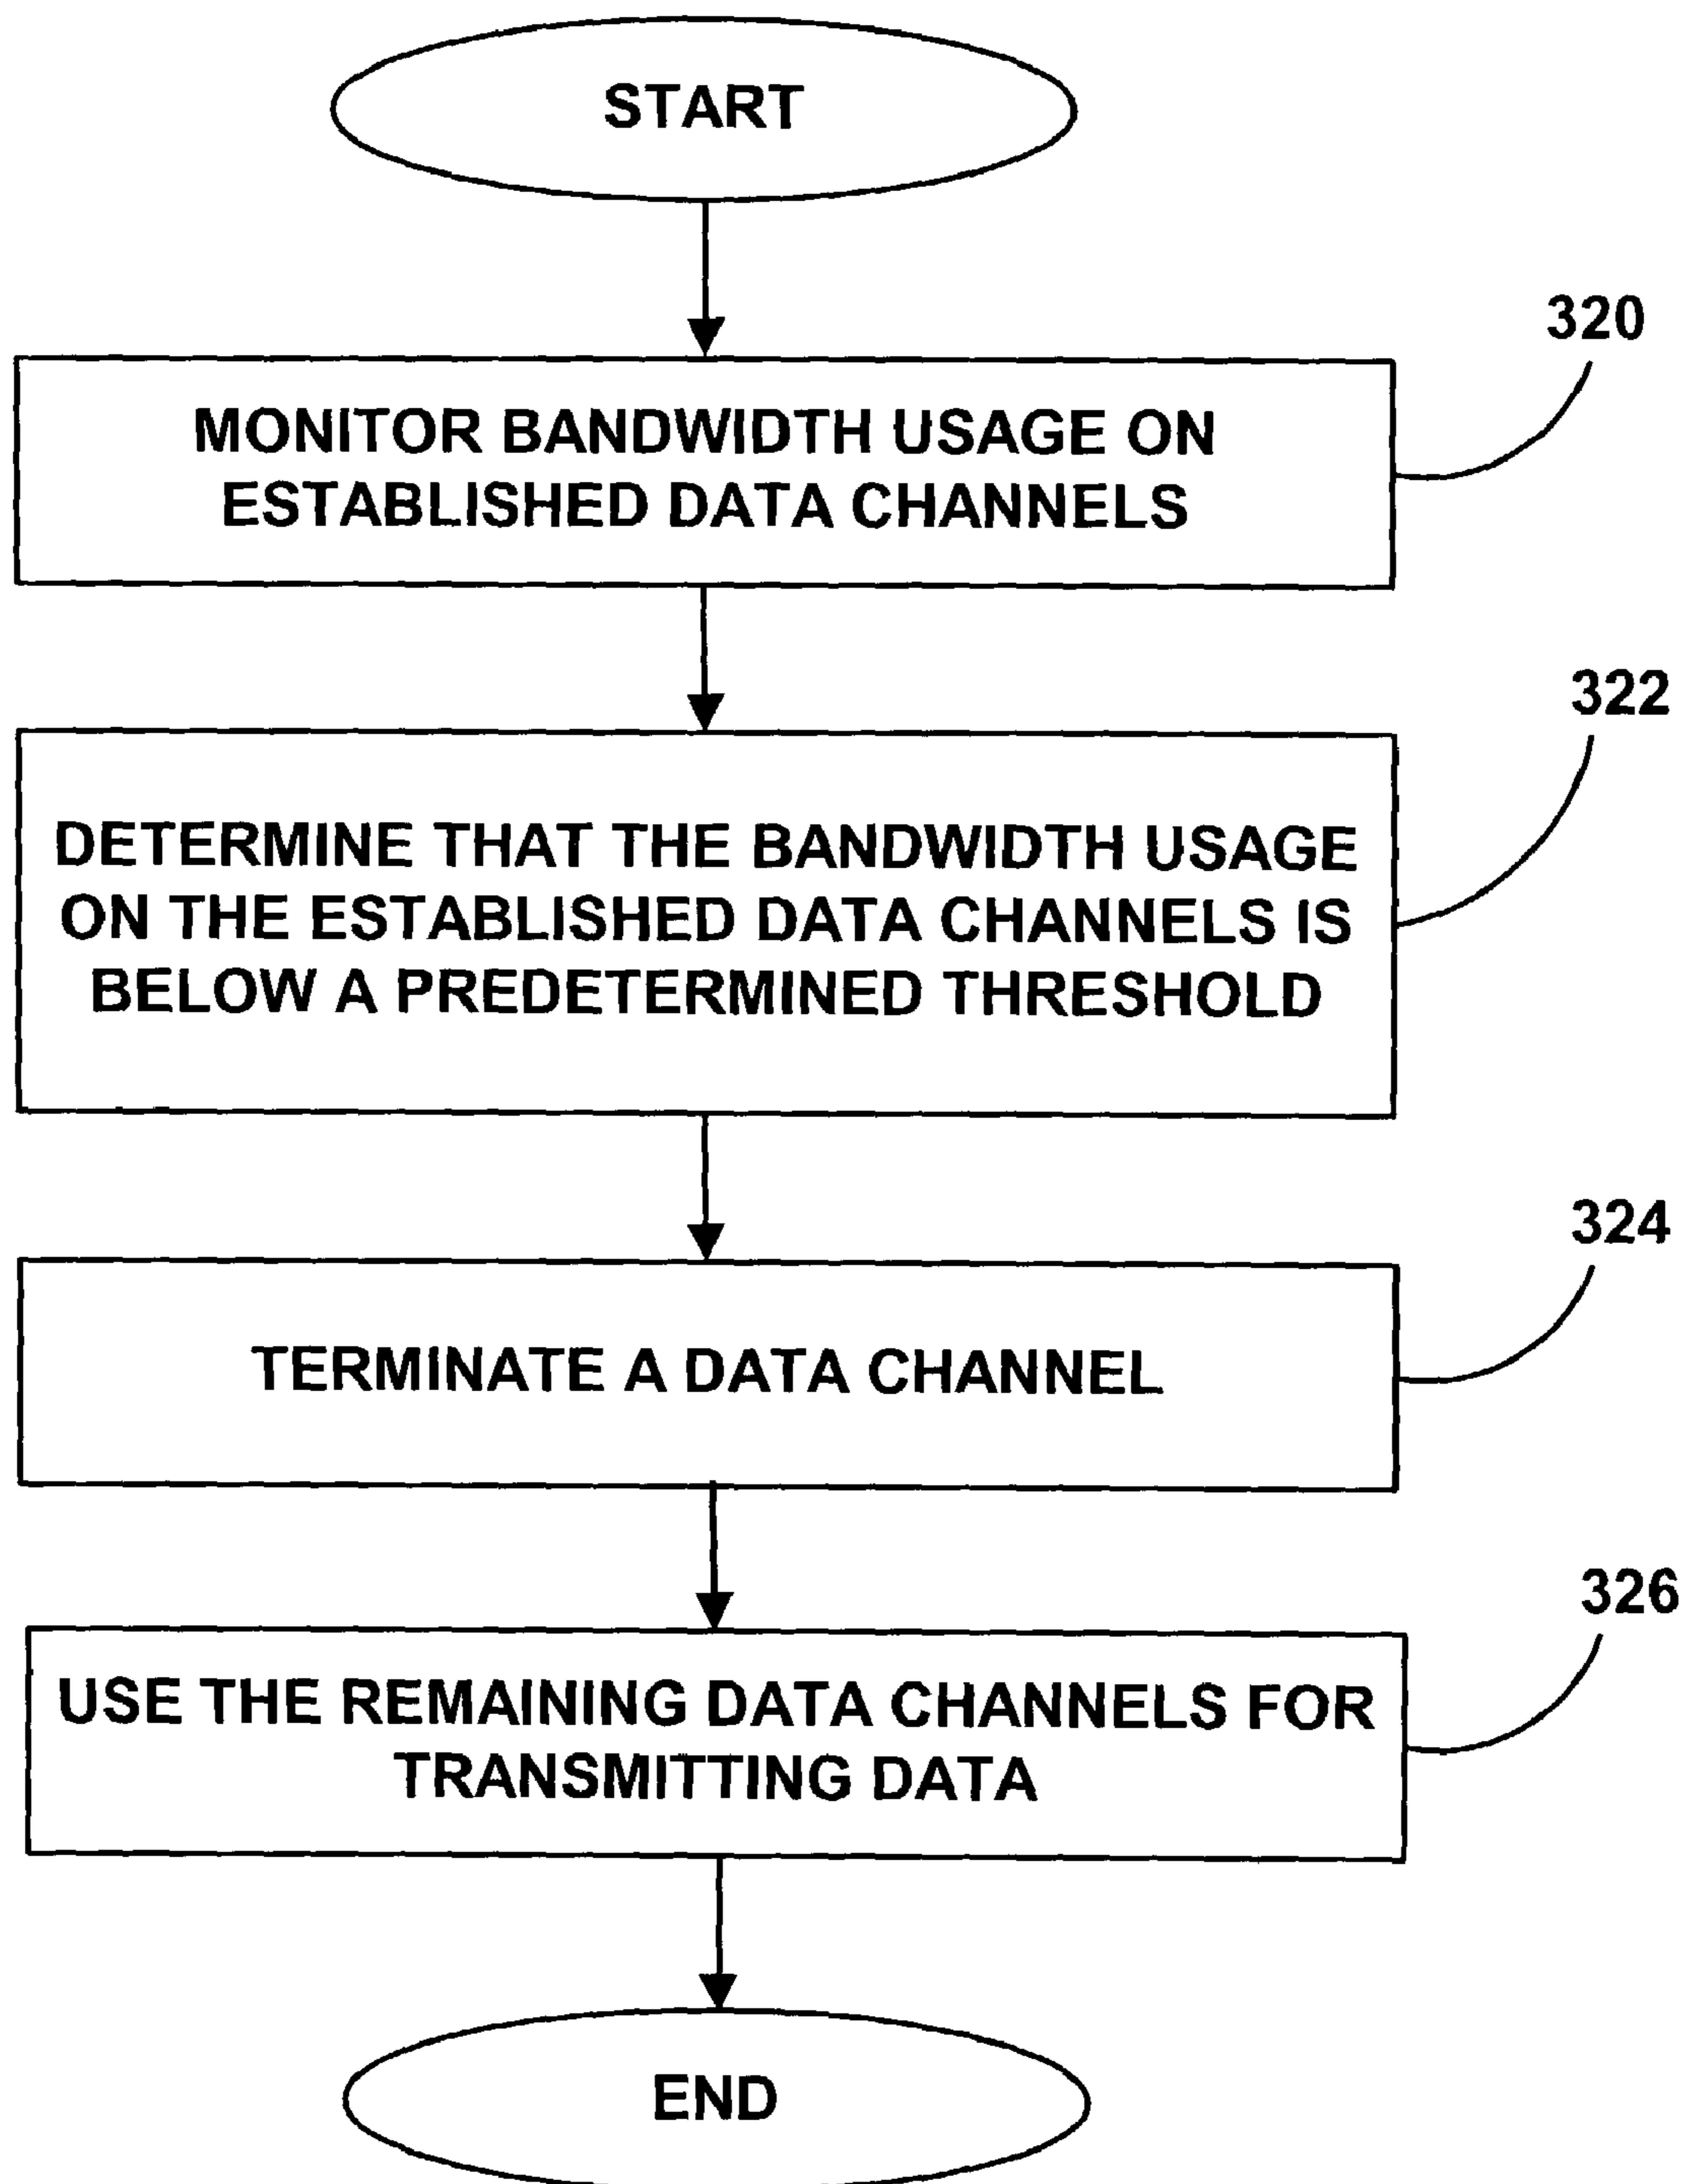 START
320
MONITOR BANDWIDTH USAGE ON
ESTABLISHED DATA CHANNELS
322
DETERMINE THAT THE BANDWIDTH USAGE
ON THE ESTABLISHED DATA CHANNELS IS
BELOW A PREDETERMINED THRESHOLD
324
TERMINATE A DATA CHANNEL
326
USE THE REMAINING DATA CHANNELS FOR
TRANSMITTING DATA
END